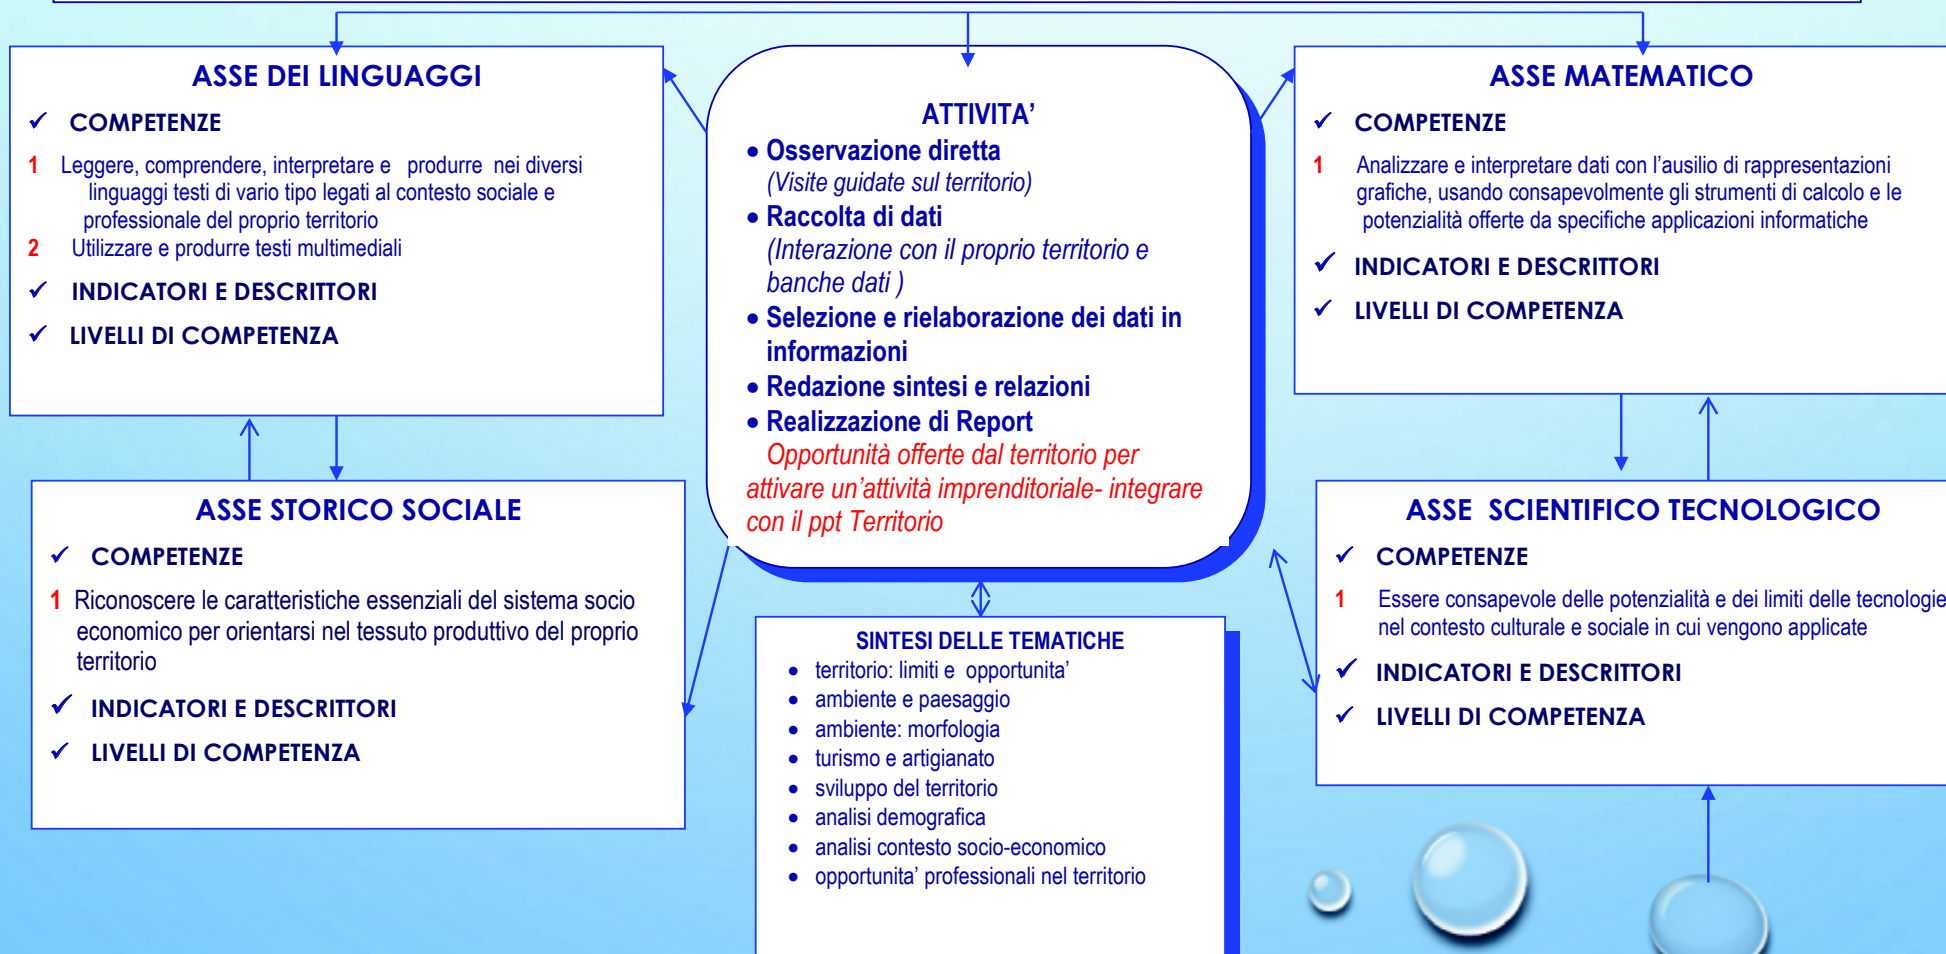 ASSE DEI LINGUAGGI
✓ COMPETENZE
1 Leggere, comprendere, interpretare e produrre nei diversi
linguaggi testi di vario tipo legati al contesto sociale e
professionale del proprio territorio
2 Utilizzare e produrre testi multimediali
✓ INDICATORI E DESCRITTORI
✓ LIVELLI DI COMPETENZA
ATTIVITA’
• Osservazione diretta
(Visite guidate sul territorio)
• Raccolta di dati
(Interazione con il proprio territorio e
banche dati )
• Selezione e rielaborazione dei dati in
informazioni
• Redazione sintesi e relazioni
• Realizzazione di Report
Opportunità offerte dal territorio per
attivare un’attività imprenditoriale- integrare
con il ppt Territorio
ASSE MATEMATICO
✓ COMPETENZE
1 Analizzare e interpretare dati con l’ausilio di rappresentazioni
grafiche, usando consapevolmente gli strumenti di calcolo e le
potenzialità offerte da specifiche applicazioni informatiche
✓ INDICATORI E DESCRITTORI
✓ LIVELLI DI COMPETENZA
ASSE STORICO SOCIALE
✓ COMPETENZE
1 Riconoscere le caratteristiche essenziali del sistema socio
economico per orientarsi nel tessuto produttivo del proprio
territorio
✓ INDICATORI E DESCRITTORI
✓ LIVELLI DI COMPETENZA
SINTESI DELLE TEMATICHE
• territorio: limiti e opportunita’
• ambiente e paesaggio
• ambiente: morfologia
• turismo e artigianato
• sviluppo del territorio
• analisi demografica
• analisi contesto socio-economico
• opportunita’ professionali nel territorio
ASSE SCIENTIFICO TECNOLOGICO
✓ COMPETENZE
1 Essere consapevole delle potenzialità e dei limiti delle tecnologie
nel contesto culturale e sociale in cui vengono applicate
✓ INDICATORI E DESCRITTORI
✓ LIVELLI DI COMPETENZA